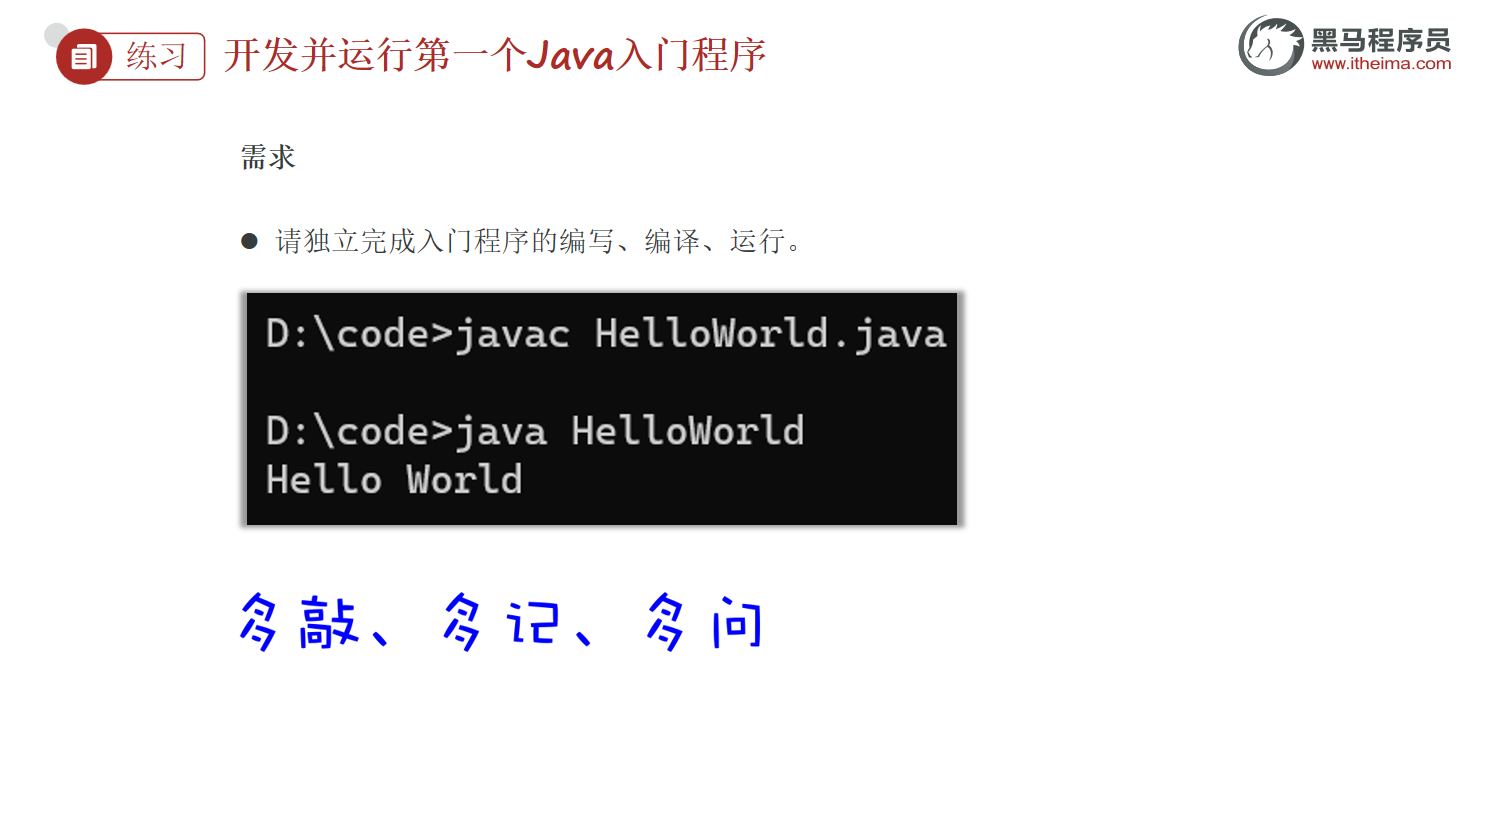 练习 开发并运行第一个Java入门程序
黑马程序员
www.itheima.com
需求
● 请独立完成入门程序的编写、编译、运行。
D:\code>javac HelloWorld.java
D:\code>java HelloWorld
Hello World
多敲、多记、多问